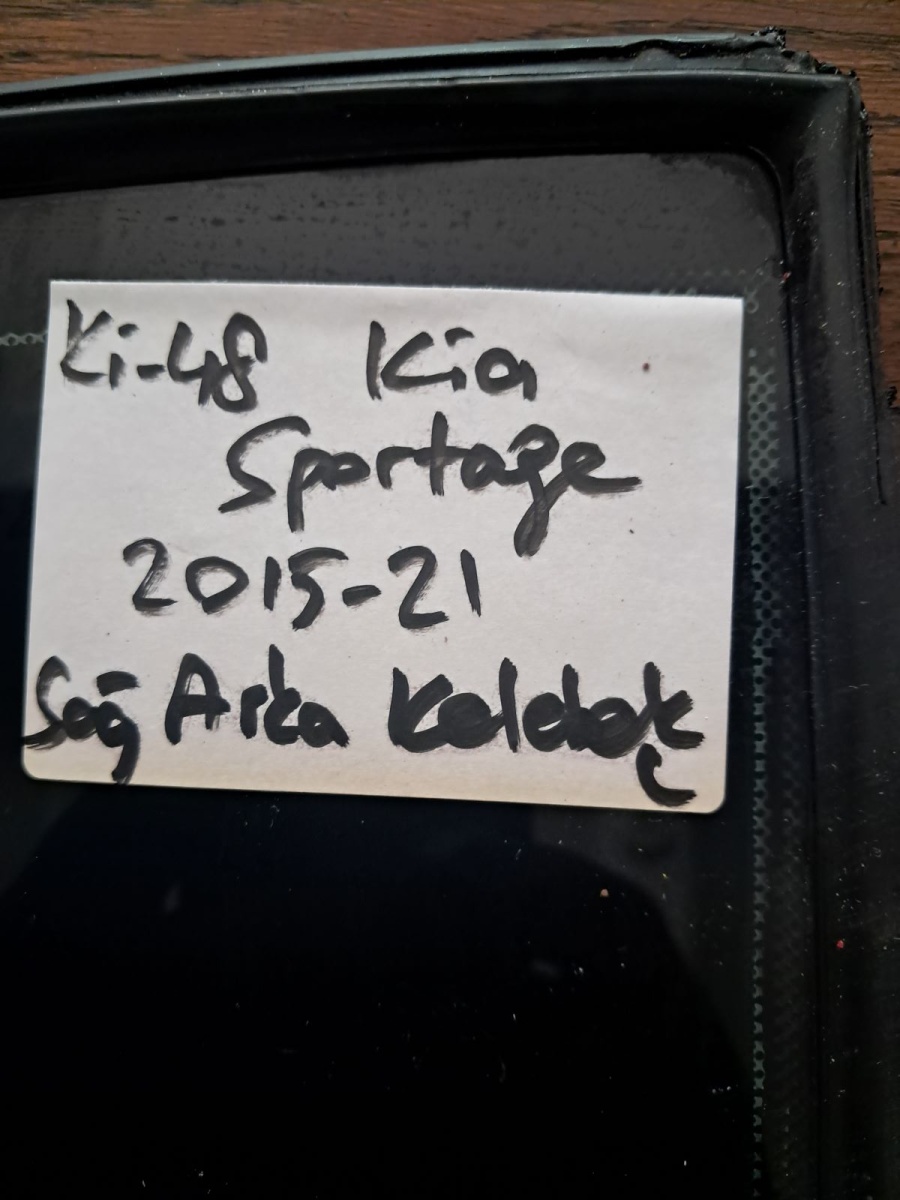 Ki-48 Kia
Sportage
2015-21
Sağ Arka Kelebek
C